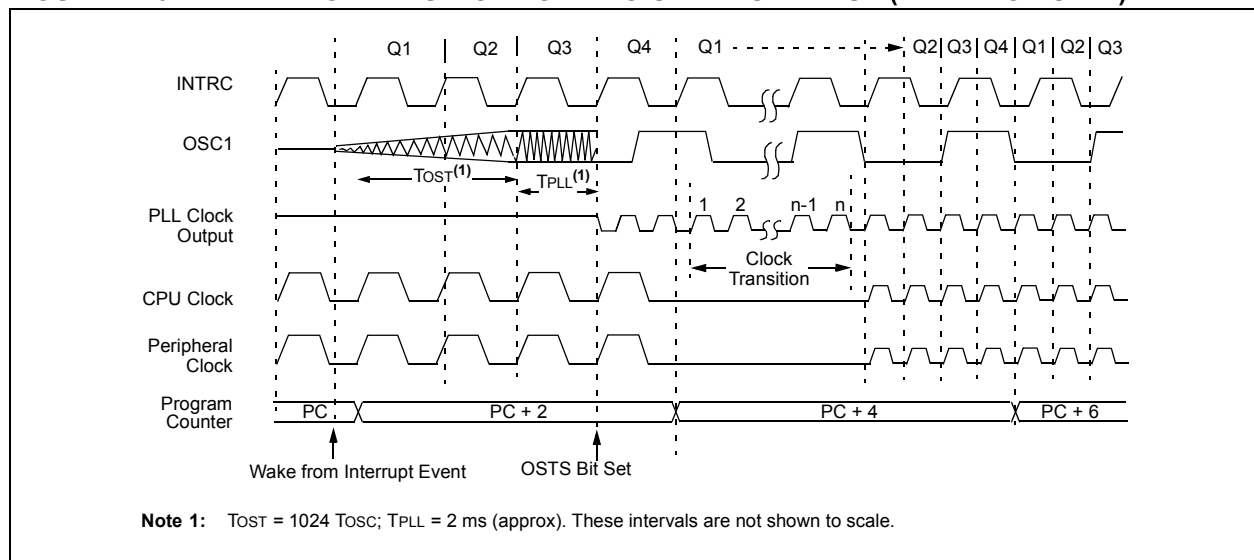 Q1 Q2 Q3 Q4 Q1 Q2 Q3 Q4 Q1 Q2 Q3
INTRC
OSC1
TOST(1) TPLL(1)
1 2 n-1 n
PLL Clock
Output
Clock
Transition
CPU Clock
Peripheral
Clock
Program
Counter
PC PC + 2 PC + 4 PC + 6
Wake from Interrupt Event OSTS Bit Set
Note 1: TOST = 1024 TOSC; TPLL = 2 ms (approx). These intervals are not shown to scale.